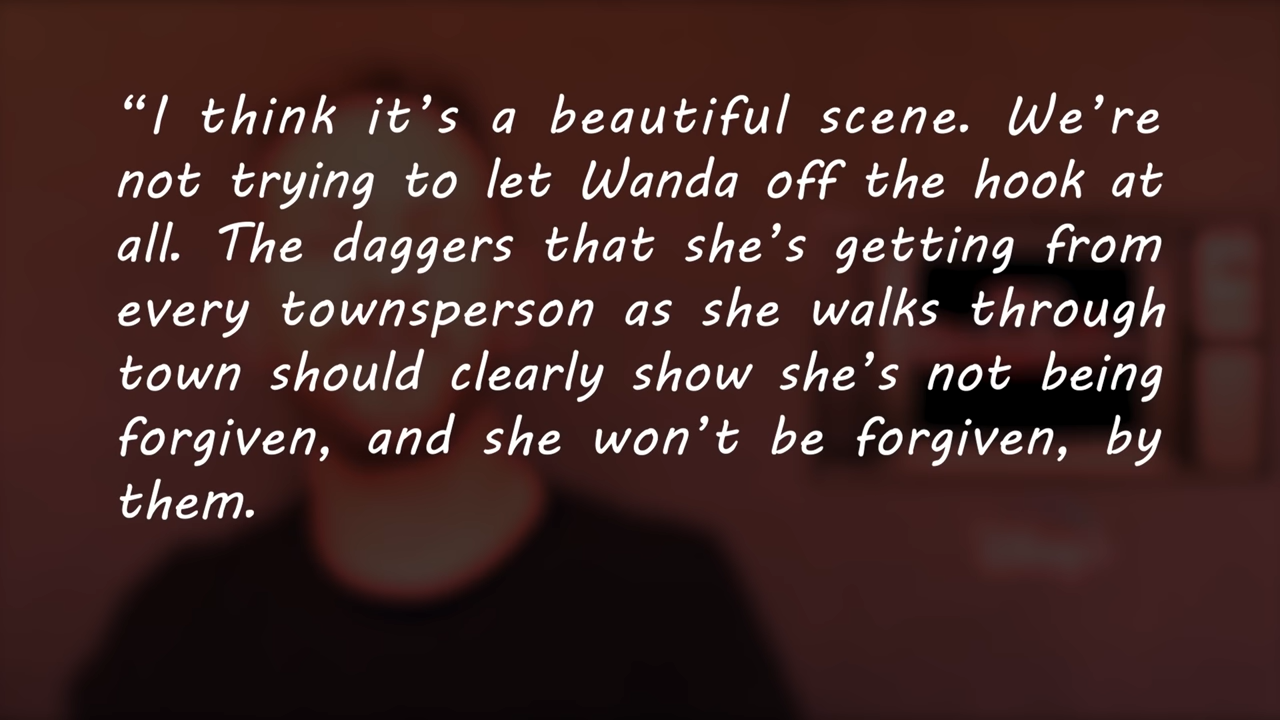 “I think it’s a beautiful scene. We’re
not trying to let Wanda off the hook at
all. The daggers that she’s getting from
every townsperson as she walks through
town should clearly show she’s not being
forgiven, and she won’t be forgiven, by
them.